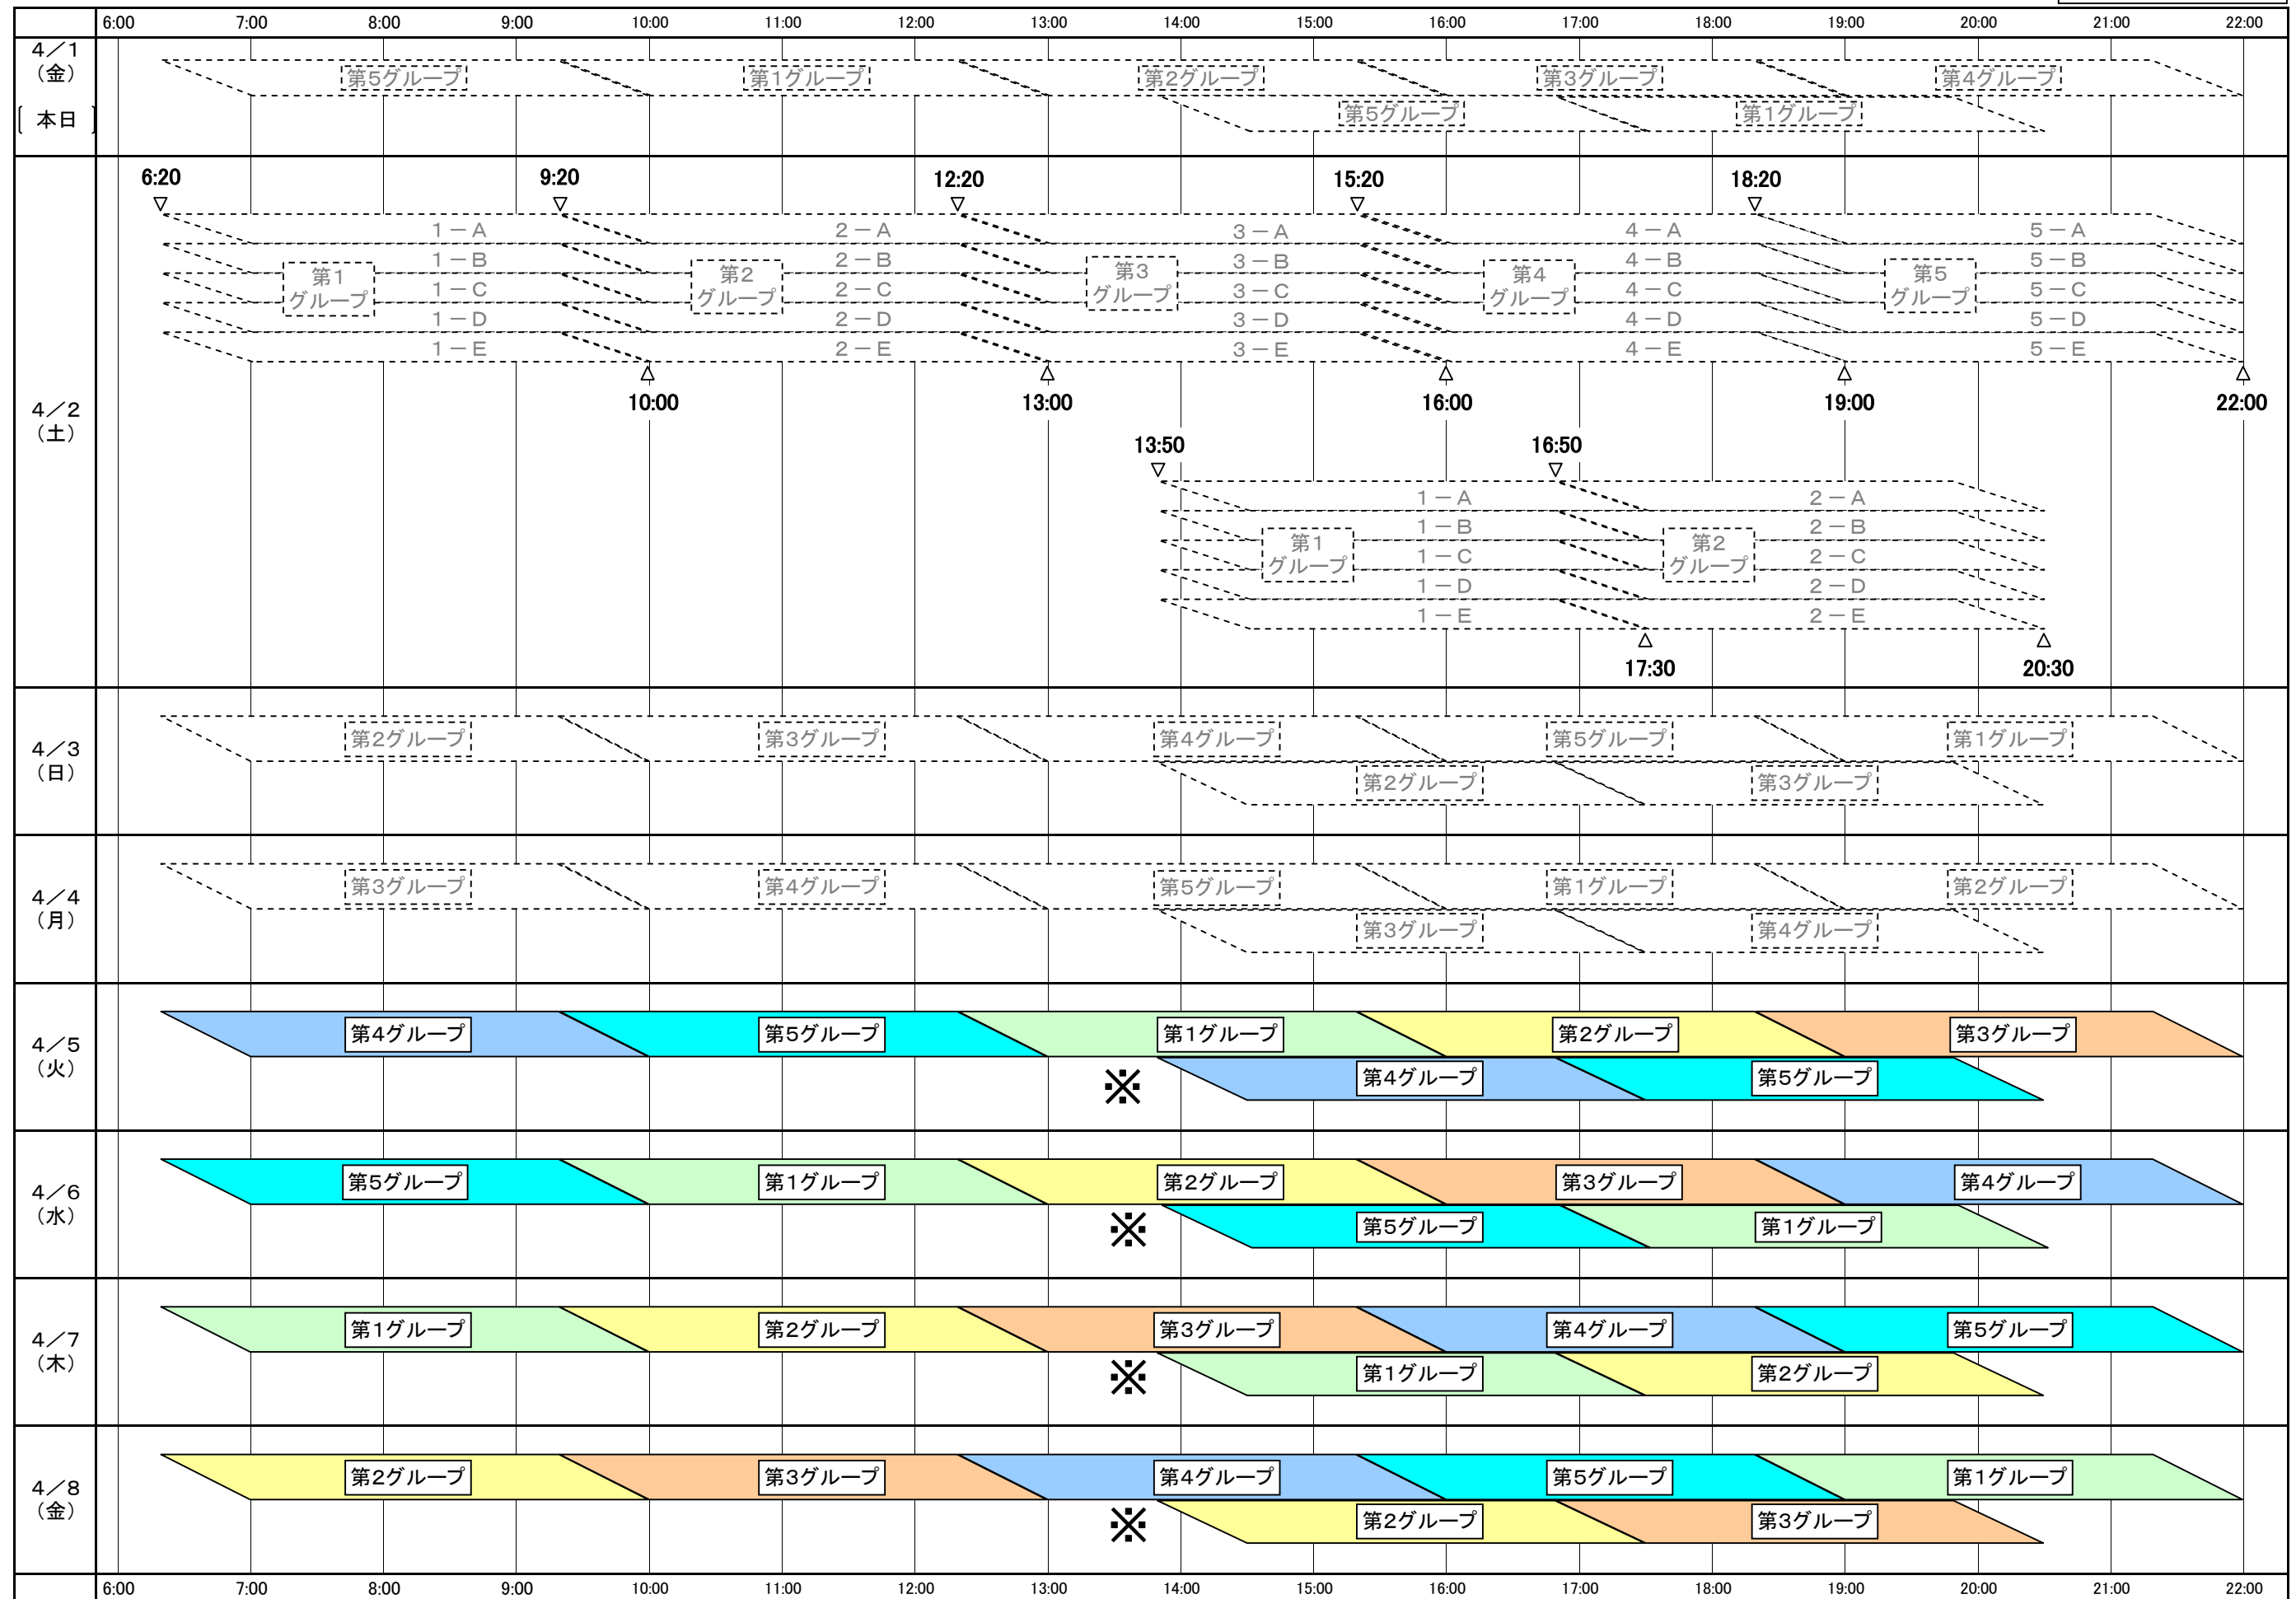 6:00 7:00 8:00 9:00 10:00 11:00 12:00 13:00 14:00 15:00 16:00 17:00 18:00 19:00 20:00 21:00 22:00
4/1
(金)
[本日]
第5グループ 第1グループ 第2グループ 第3グループ 第4グループ
第5グループ 第1グループ
4/2
(土)
6:20 9:20 12:20 15:20 18:20
1-A 2-A 3-A 4-A 5-A
1-B 2-B 3-B 4-B 5-B
第1 第2 第3 第4 第5
グループ グループ グループ グループ グループ
1-C 2-C 3-C 4-C 5-C
1-D 2-D 3-D 4-D 5-D
1-E 2-E 3-E 4-E 5-E
10:00 13:00 16:00 19:00 22:00
13:50 16:50
1-A 2-A
1-B 2-B
第1 第2
グループ グループ
1-C 2-C
1-D 2-D
1-E 2-E
17:30 20:30
4/3
(日)
第2グループ 第3グループ 第4グループ 第5グループ 第1グループ
第2グループ 第3グループ
4/4
(月)
第3グループ 第4グループ 第5グループ 第1グループ 第2グループ
第3グループ 第4グループ
4/5
(火)
第4グループ 第5グループ 第1グループ 第2グループ 第3グループ
※ 第4グループ 第5グループ
4/6
(水)
第5グループ 第1グループ 第2グループ 第3グループ 第4グループ
※ 第5グループ 第1グループ
4/7
(木)
第1グループ 第2グループ 第3グループ 第4グループ 第5グループ
※ 第1グループ 第2グループ
4/8
(金)
第2グループ 第3グループ 第4グループ 第5グループ 第1グループ
※ 第2グループ 第3グループ
6:00 7:00 8:00 9:00 10:00 11:00 12:00 13:00 14:00 15:00 16:00 17:00 18:00 19:00 20:00 21:00 22:00